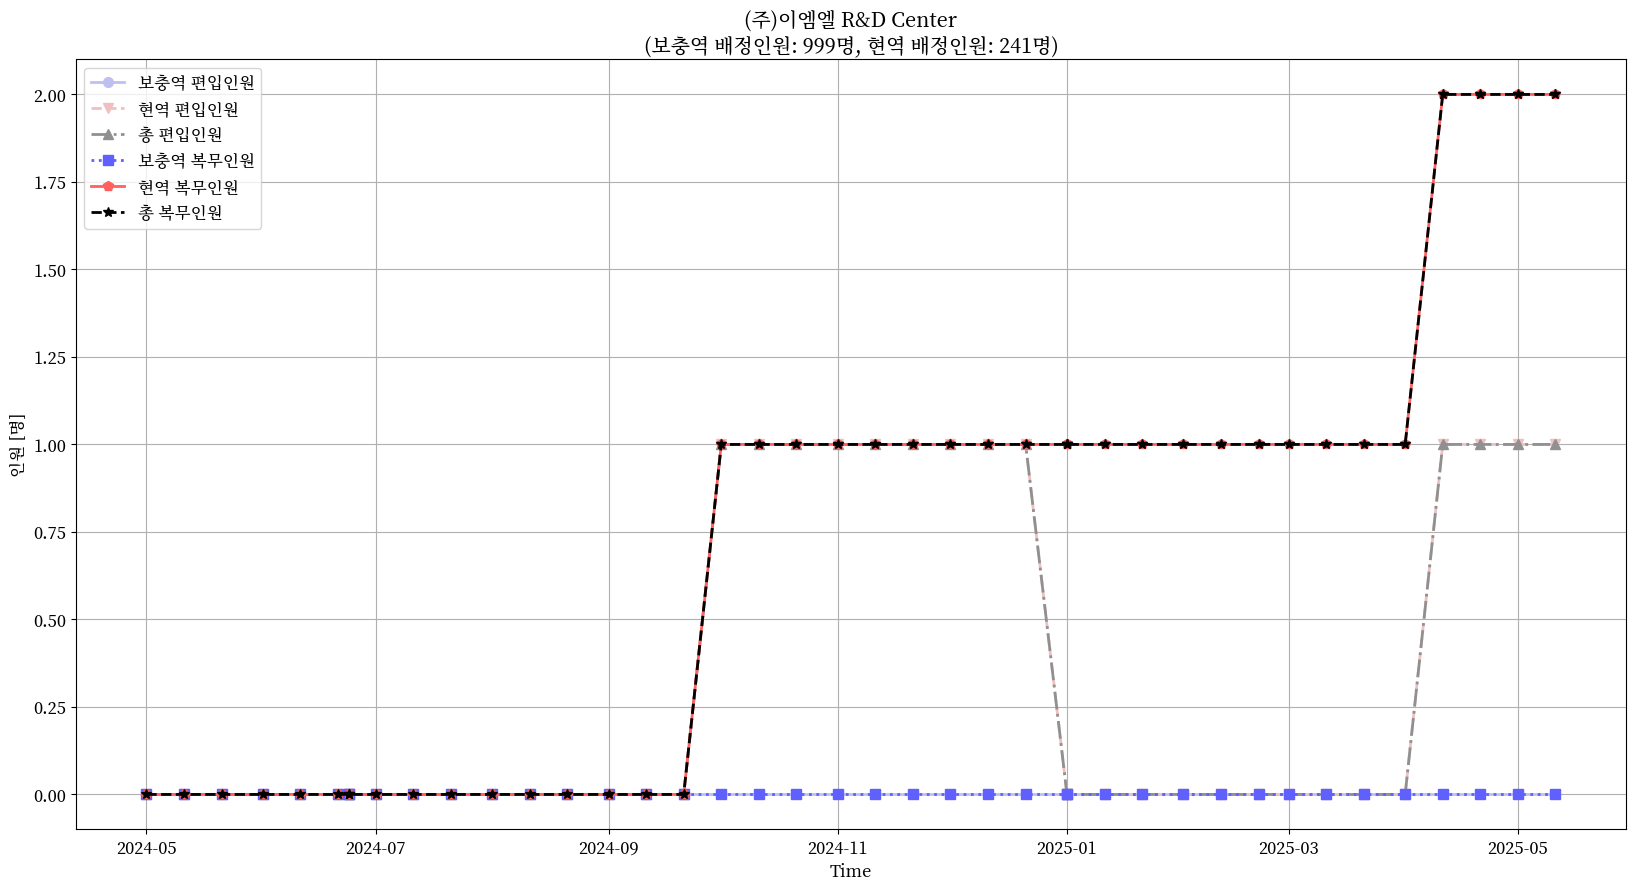 (주)이엠엘 R&D Center
(보충역 배정인원: 999명, 현역 배정인원: 241명)
보충역 편입인원
현역 편입인원
총 편입인원
보충역 복무인원
현역 복무인원
총 복무인원
인원 [명]
2.00
1.75
1.50
1.25
1.00
0.75
0.50
0.25
0.00
2024-05
2024-07
2024-09
2024-11
2025-01
2025-03
2025-05
Time